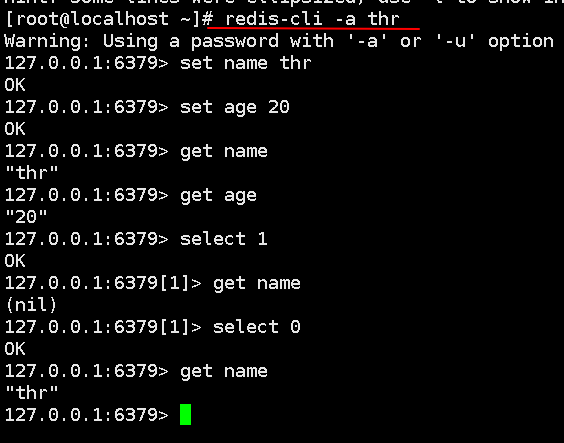 [root@localhost ~]# redis-cli -a thr
Warning: Using a password with '-a' or '-u' option
127.0.0.1:6379> set name thr
OK
127.0.0.1:6379> set age 20
OK
127.0.0.1:6379> get name
"thr"
127.0.0.1:6379> get age
"20"
127.0.0.1:6379> select 1
OK
127.0.0.1:6379[1]> get name
(nil)
127.0.0.1:6379[1]> select 0
OK
127.0.0.1:6379> get name
"thr"
127.0.0.1:6379>